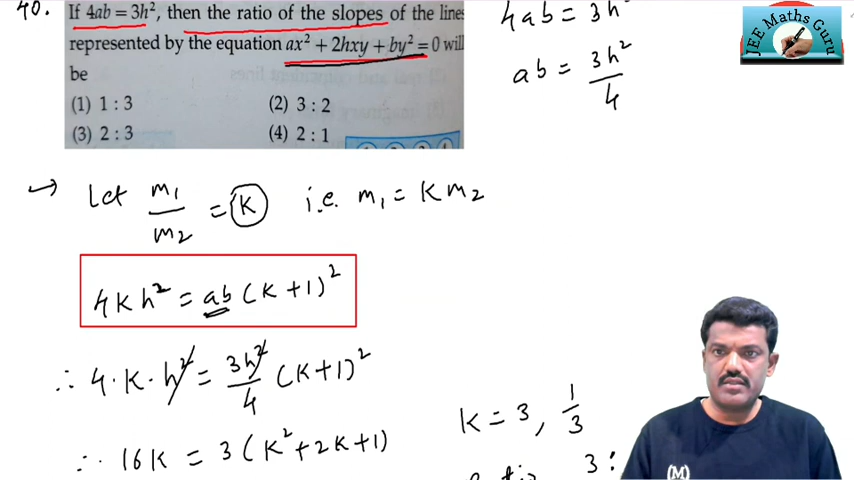 40.
If 4ab = 3h², then the ratio of the slopes of the lines
represented by the equation ax² + 2hxy + by² = 0 will
be
(1) 1 : 3
(2) 3 : 2
(3) 2 : 3
(4) 2 : 1
4ab = 3h²
ab = 3h²/4
JEE Maths Guru
→ Let m₁/m₂ = K i.e. m₁ = K m₂
4Kh² = ab (K+1)²
∴ 4·K·h² = 3h²/4 (K+1)²
∴ 16K = 3(K²+2K+1)
K = 3, 1/3
3 :
(M)